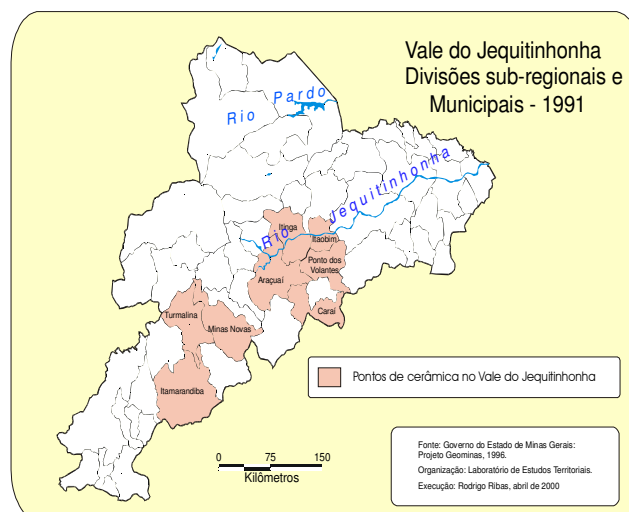 Vale do Jequitinhonha
Divisões sub-regionais e
Municipais - 1991
Rio Pardo
Rio Jequitinhonha
Itinga
Itaobim
Ponto dos
Volantes
Araçuaí
Caraí
Turmalina
Minas Novas
Itamarandiba
Pontos de cerâmica no Vale do Jequitinhonha
0 75 150
Kilômetros
Fonte: Governo do Estado de Minas Gerais:
Projeto Geominas, 1996.
Organização: Laboratório de Estudos Territoriais.
Execução: Rodrigo Ribas, abril de 2000